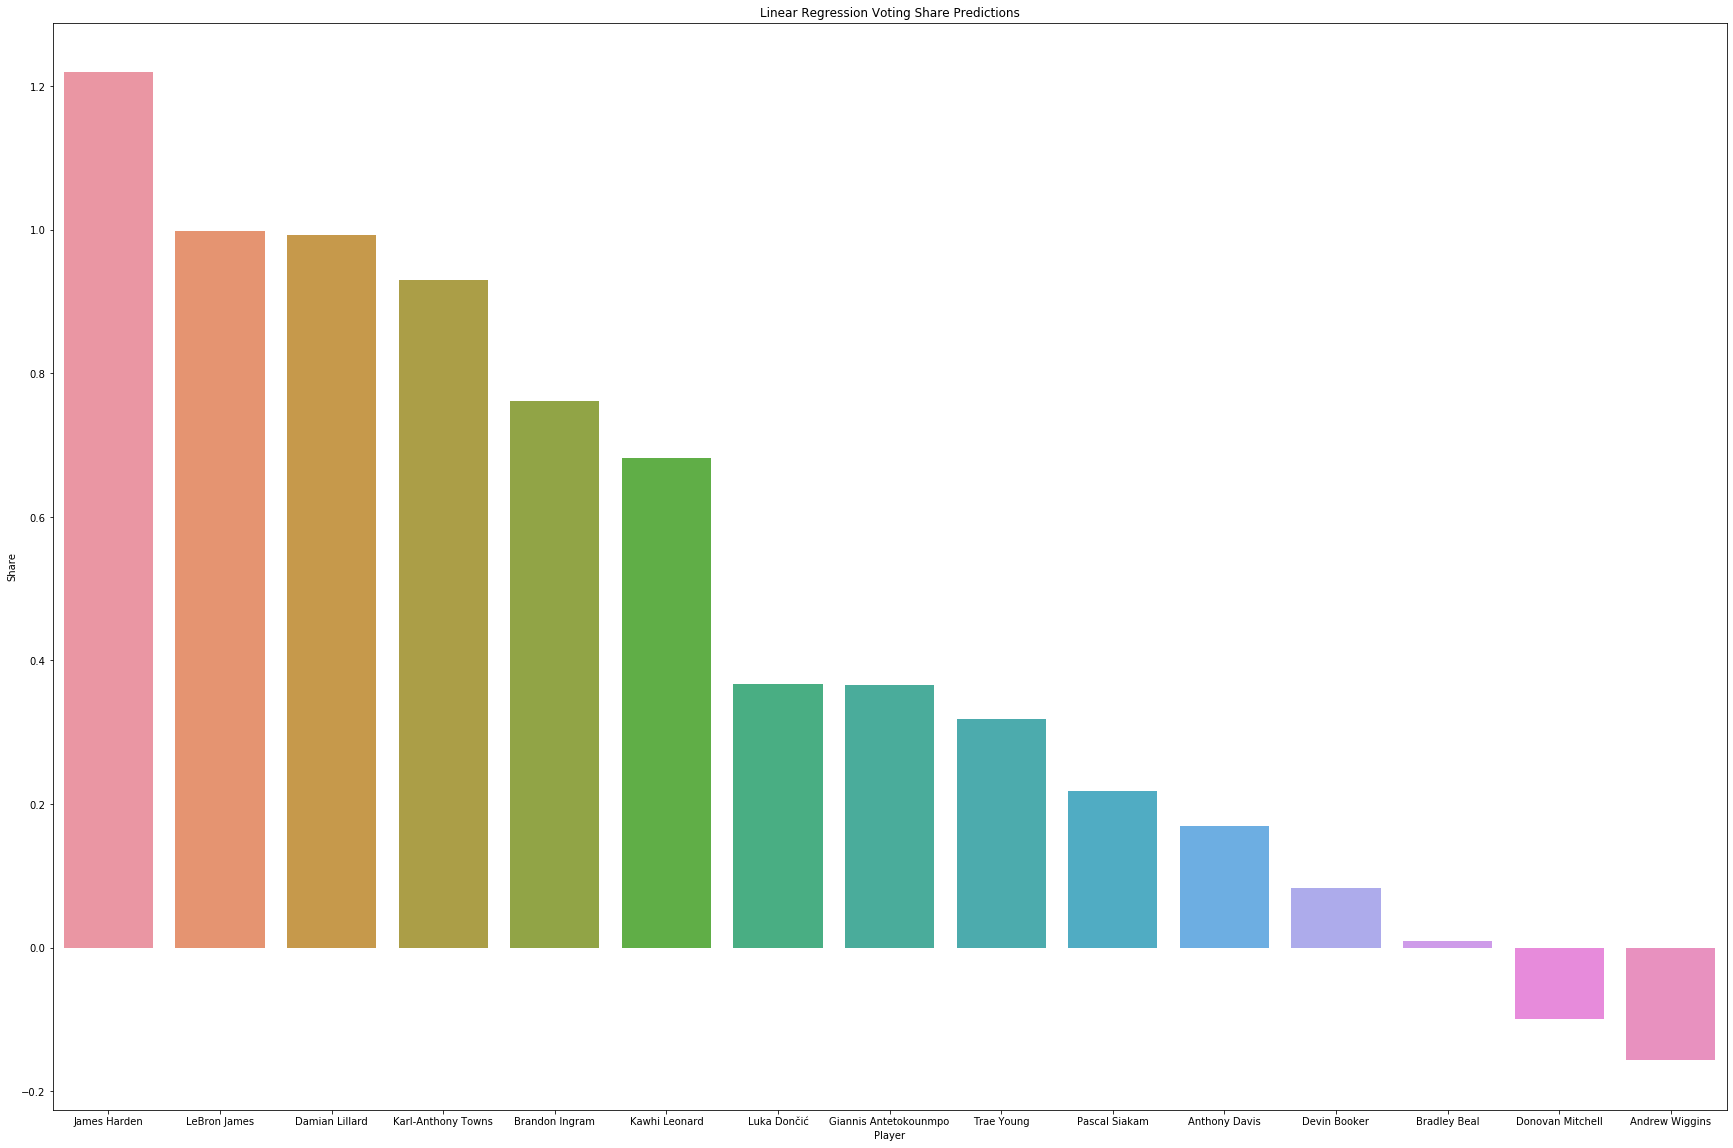 Linear Regression Voting Share Predictions
Share
1.2
1.0
0.8
0.6
0.4
0.2
0.0
−0.2
James Harden LeBron James Damian Lillard Karl-Anthony Towns Brandon Ingram Kawhi Leonard Luka Dončić Giannis Antetokounmpo Trae Young Pascal Siakam Anthony Davis Devin Booker Bradley Beal Donovan Mitchell Andrew Wiggins
Player